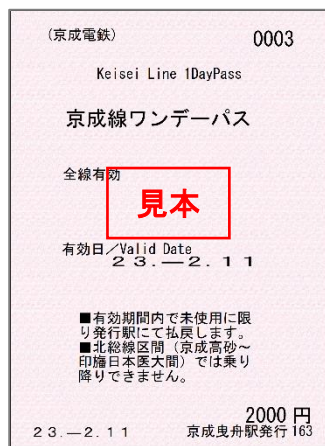 (京成電鉄) 0003
Keisei Line 1DayPass
京成線ワンデーパス
全線有効
見本
有効日／Valid Date
23.—2.11
■有効期間内で未使用に限
り発行駅にて払戻します。
■北総線区間（京成高砂～
印旛日本医大間）では乗り
降りできません。
2000 円
23.—2.11 京成曳舟駅発行 163